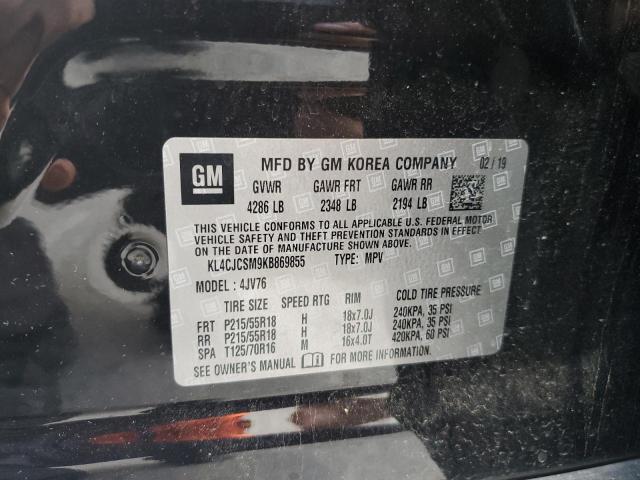 GM
MFD BY GM KOREA COMPANY 02/19
GVWR GAWR FRT GAWR RR
4286 LB 2348 LB 2194 LB
THIS VEHICLE CONFORMS TO ALL APPLICABLE U.S. FEDERAL MOTOR
VEHICLE SAFETY AND THEFT PREVENTION STANDARDS IN EFFECT
ON THE DATE OF MANUFACTURE SHOWN ABOVE.
KL4CJCSM9KB869855 TYPE: MPV
MODEL : 4JV76
TIRE SIZE SPEED RTG RIM COLD TIRE PRESSURE
FRT P215/55R18 H 18x7.0J 240KPA, 35 PSI
RR P215/55R18 H 18x7.0J 240KPA, 35 PSI
SPA T125/70R16 M 16x4.0T 420KPA, 60 PSI
SEE OWNER'S MANUAL FOR MORE INFORMATION.